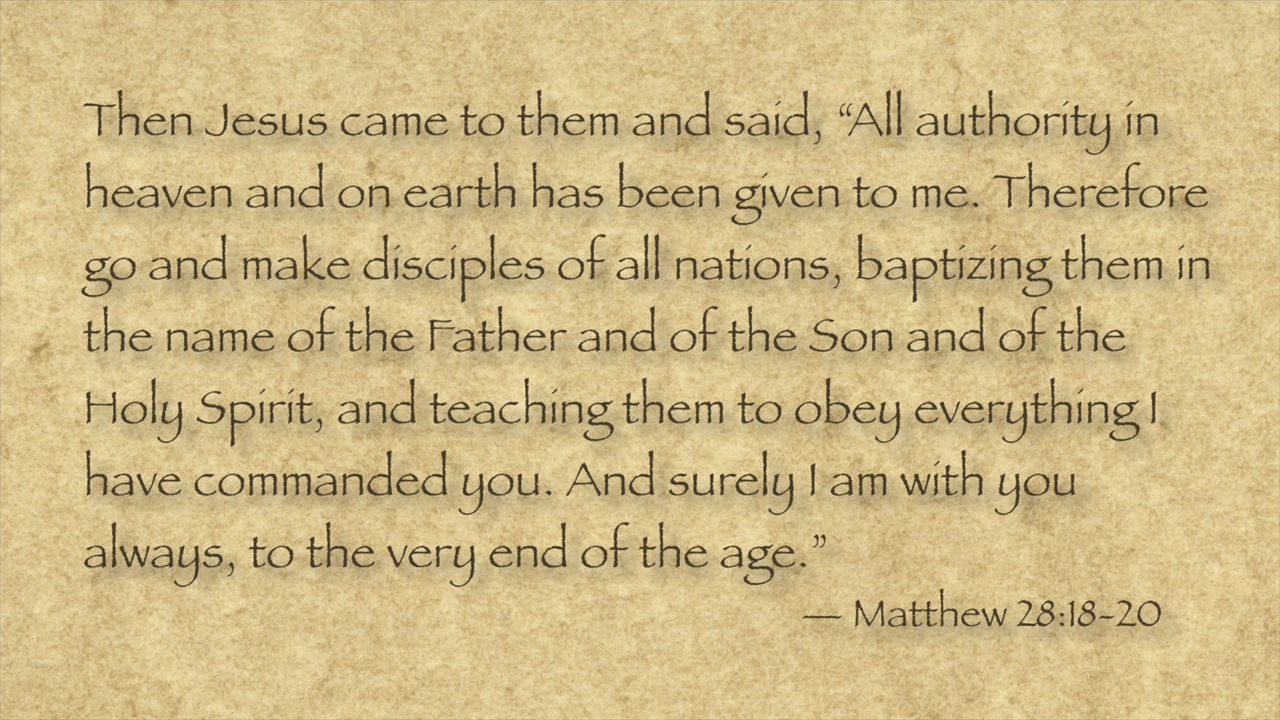 Then Jesus came to them and said, “All authority in
heaven and on earth has been given to me. Therefore
go and make disciples of all nations, baptizing them in
the name of the Father and of the Son and of the
Holy Spirit, and teaching them to obey everything I
have commanded you. And surely I am with you
always, to the very end of the age.”
— Matthew 28:18-20